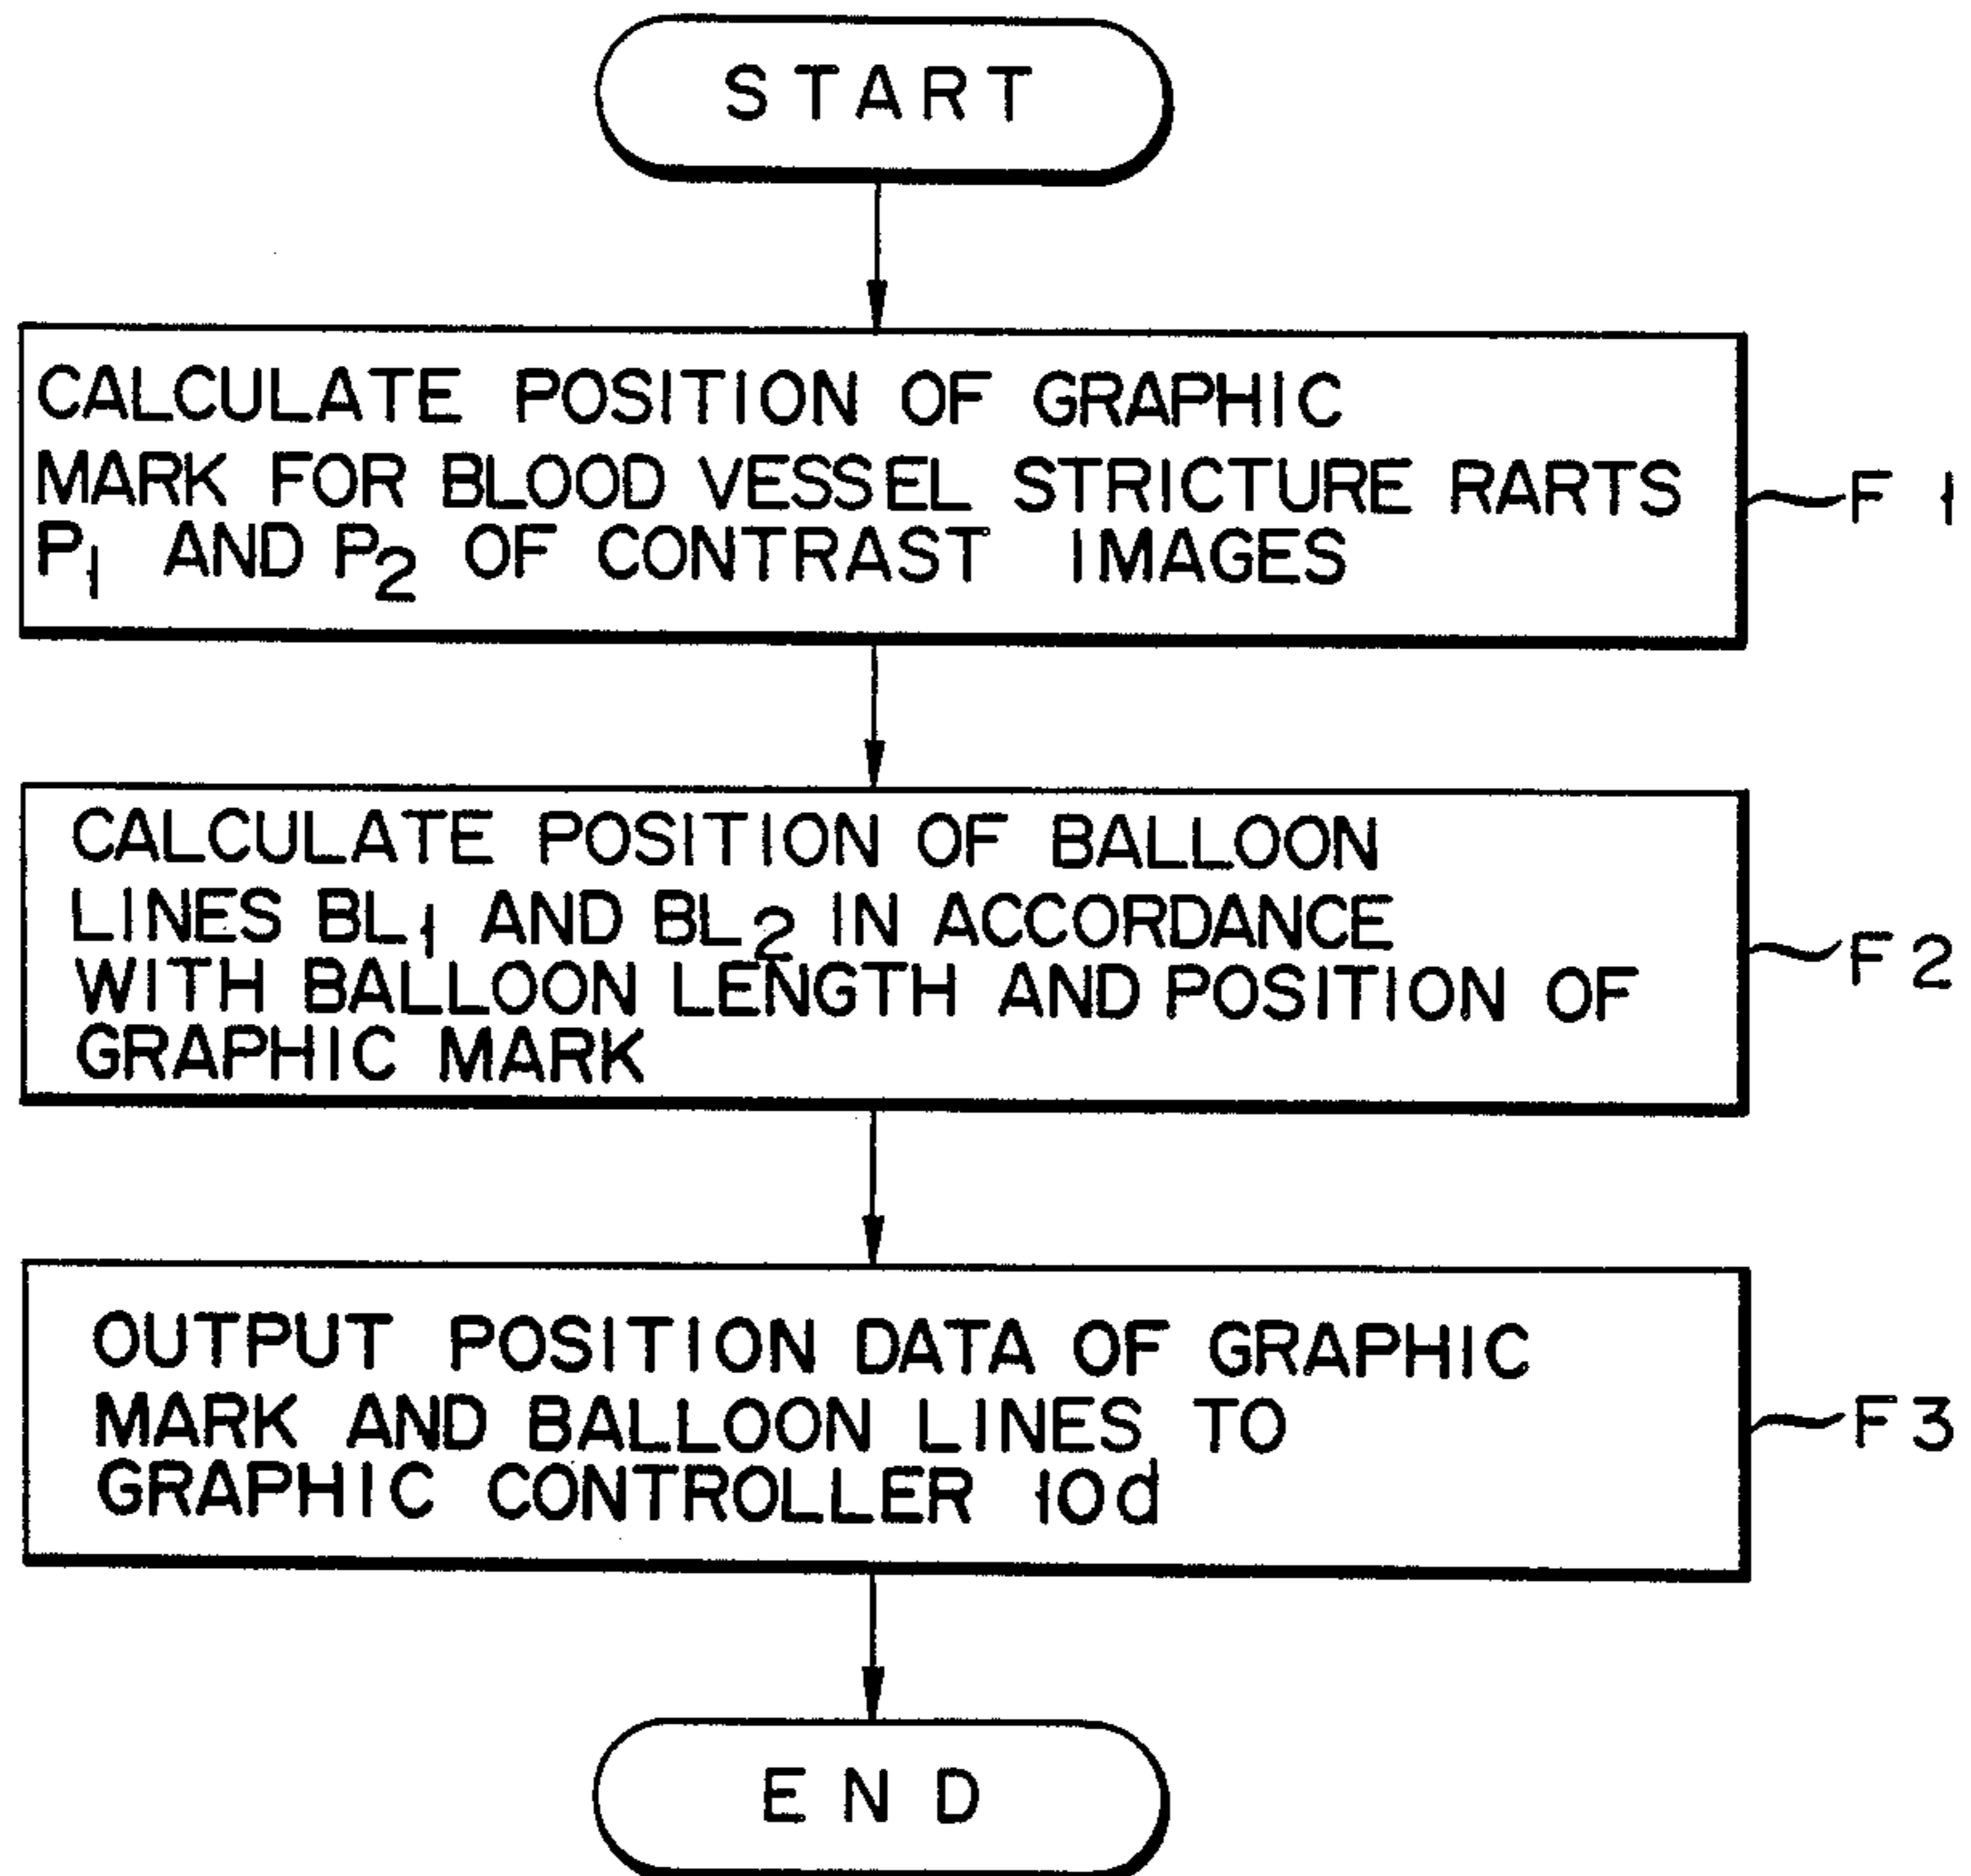 START
CALCULATE POSITION OF GRAPHIC
MARK FOR BLOOD VESSEL STRICTURE RARTS
P₁ AND P₂ OF CONTRAST IMAGES
F1
CALCULATE POSITION OF BALLOON
LINES BL₁ AND BL₂ IN ACCORDANCE
WITH BALLOON LENGTH AND POSITION OF
GRAPHIC MARK
F2
OUTPUT POSITION DATA OF GRAPHIC
MARK AND BALLOON LINES TO
GRAPHIC CONTROLLER 10d
F3
END